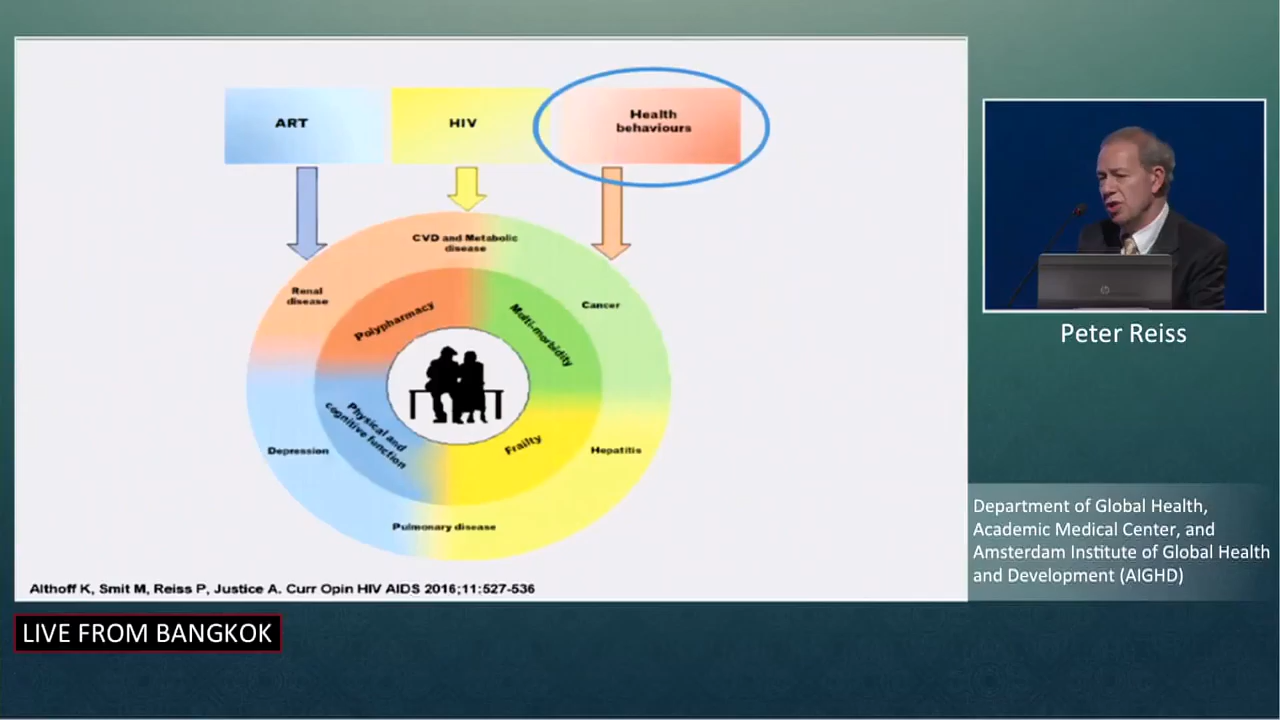 ART
HIV
Health
behaviours
CVD and Metabolic
disease
Renal
disease
Cancer
Polypharmacy
Multi-morbidity
Physical and
cognitive function
Frailty
Depression
Hepatitis
Pulmonary disease
Althoff K, Smit M, Reiss P, Justice A. Curr Opin HIV AIDS 2016;11:527-536
hp
Peter Reiss
Department of Global Health,
Academic Medical Center, and
Amsterdam Institute of Global Health
and Development (AIGHD)
LIVE FROM BANGKOK